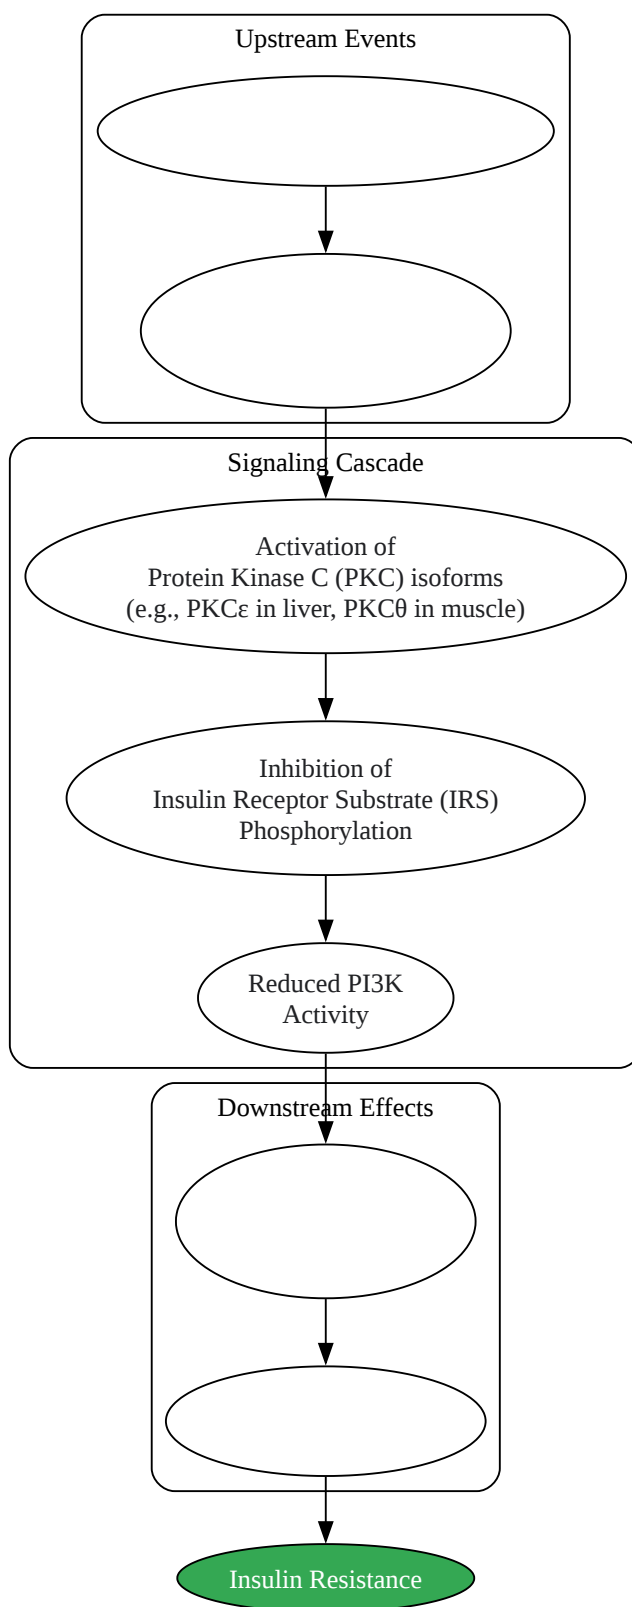 Upstream Events
Signaling Cascade
Activation of
Protein Kinase C (PKC) isoforms
(e.g., PKCε in liver, PKCθ in muscle)
Inhibition of
Insulin Receptor Substrate (IRS)
Phosphorylation
Reduced PI3K
Activity
Downstream Effects
Insulin Resistance